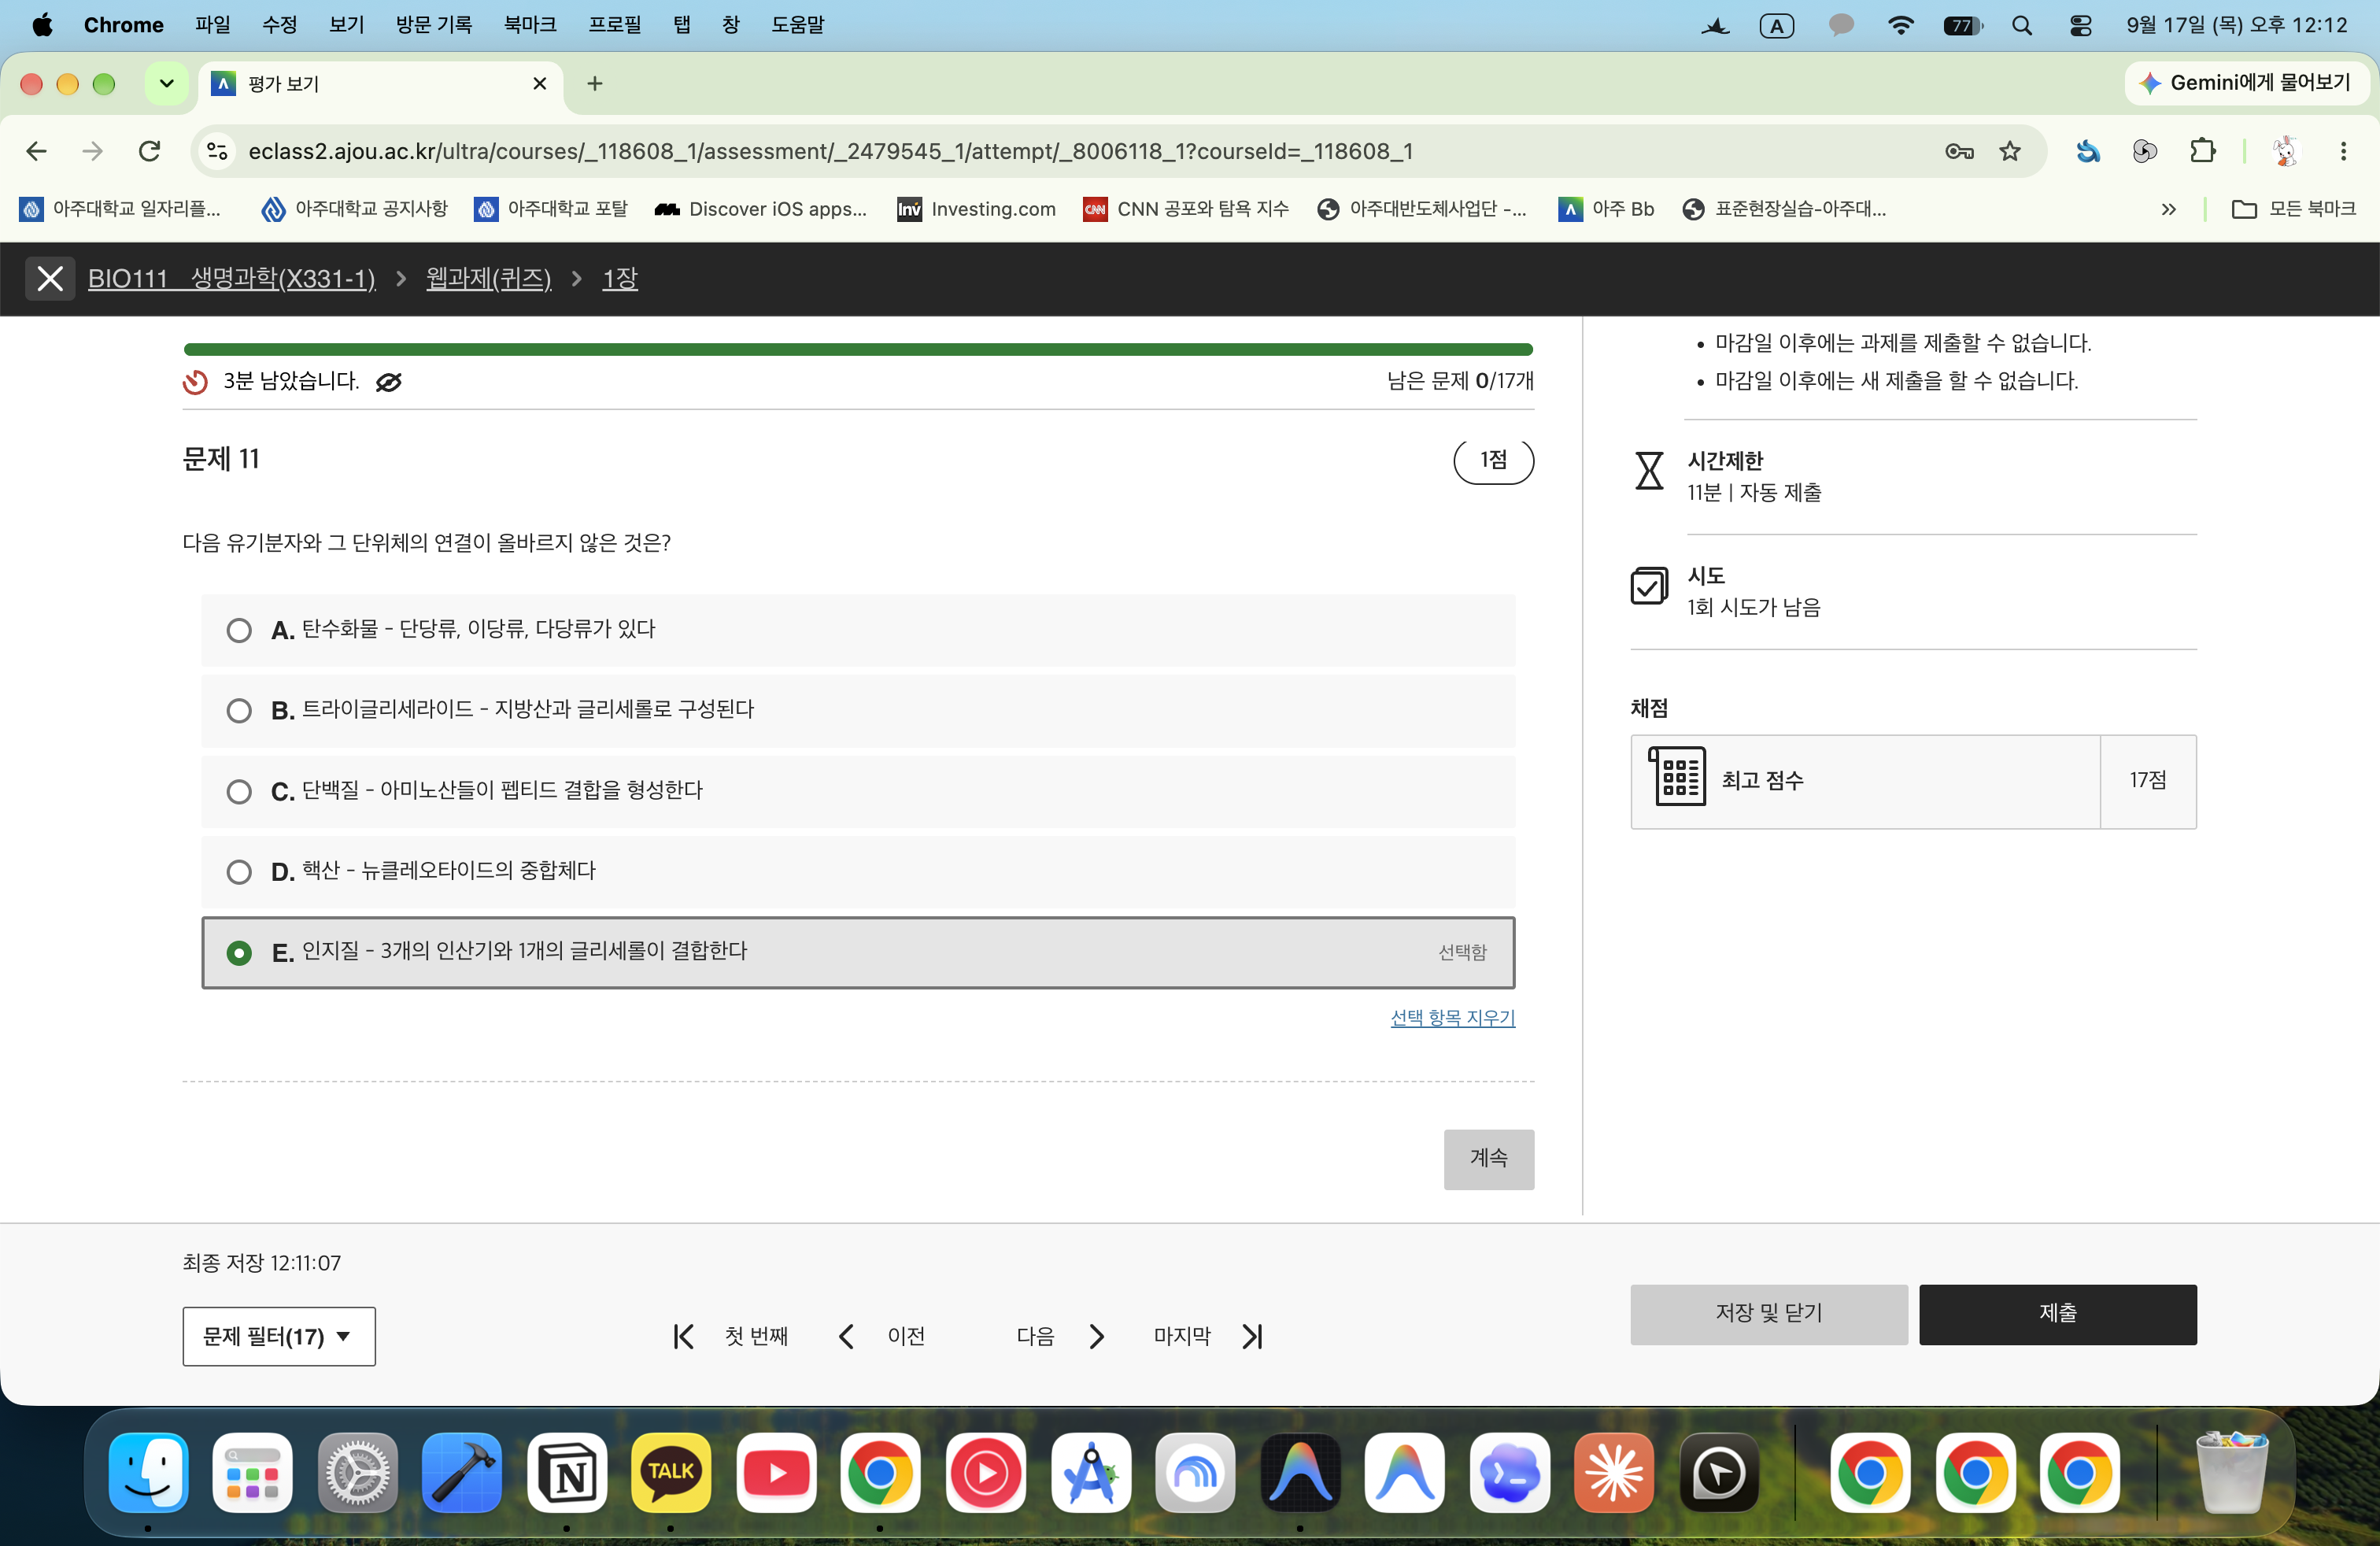 Chrome 파일 수정 보기 방문 기록 북마크 프로필 탭 창 도움말
A 77 9월 17일 (목) 오후 12:12
평가 보기
Gemini에게 물어보기
eclass2.ajou.ac.kr/ultra/courses/_118608_1/assessment/_2479545_1/attempt/_8006118_1?courseId=_118608_1
아주대학교 일자리플... 아주대학교 공지사항 아주대학교 포탈 Discover iOS apps... Inv Investing.com CNN CNN 공포와 탐욕 지수 아주대반도체사업단 -... 아주 Bb 표준현장실습-아주대... 모든 북마크
BIO111 생명과학(X331-1) 웹과제(퀴즈) 1장
3분 남았습니다.
남은 문제 0/17개
문제 11
1점
다음 유기분자와 그 단위체의 연결이 올바르지 않은 것은?
A. 탄수화물 - 단당류, 이당류, 다당류가 있다
B. 트라이글리세라이드 - 지방산과 글리세롤로 구성된다
C. 단백질 - 아미노산들이 펩티드 결합을 형성한다
D. 핵산 - 뉴클레오타이드의 중합체다
E. 인지질 - 3개의 인산기와 1개의 글리세롤이 결합한다 선택함
선택 항목 지우기
계속
• 마감일 이후에는 과제를 제출할 수 없습니다.
• 마감일 이후에는 새 제출을 할 수 없습니다.
시간제한
11분 | 자동 제출
시도
1회 시도가 남음
채점
최고 점수 17점
최종 저장 12:11:07
문제 필터(17)
첫 번째 이전 다음 마지막
저장 및 닫기 제출
TALK